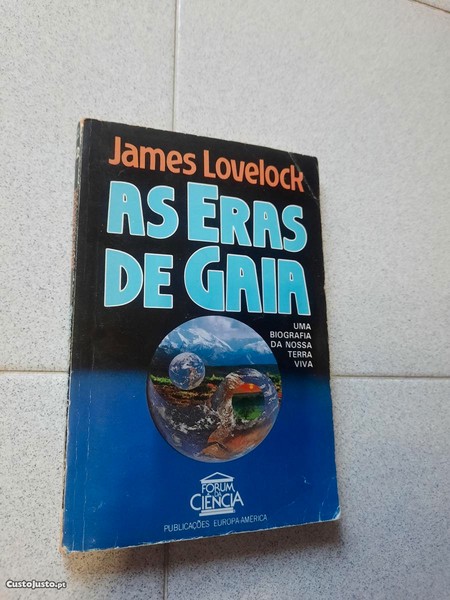 James Lovelock
AS ERAS
DE GAIA
UMA
BIOGRAFIA
DA NOSSA
TERRA
VIVA
FORUM
DA
CIÊNCIA
PUBLICAÇÕES EUROPA-AMÉRICA
CustoJusto.pt